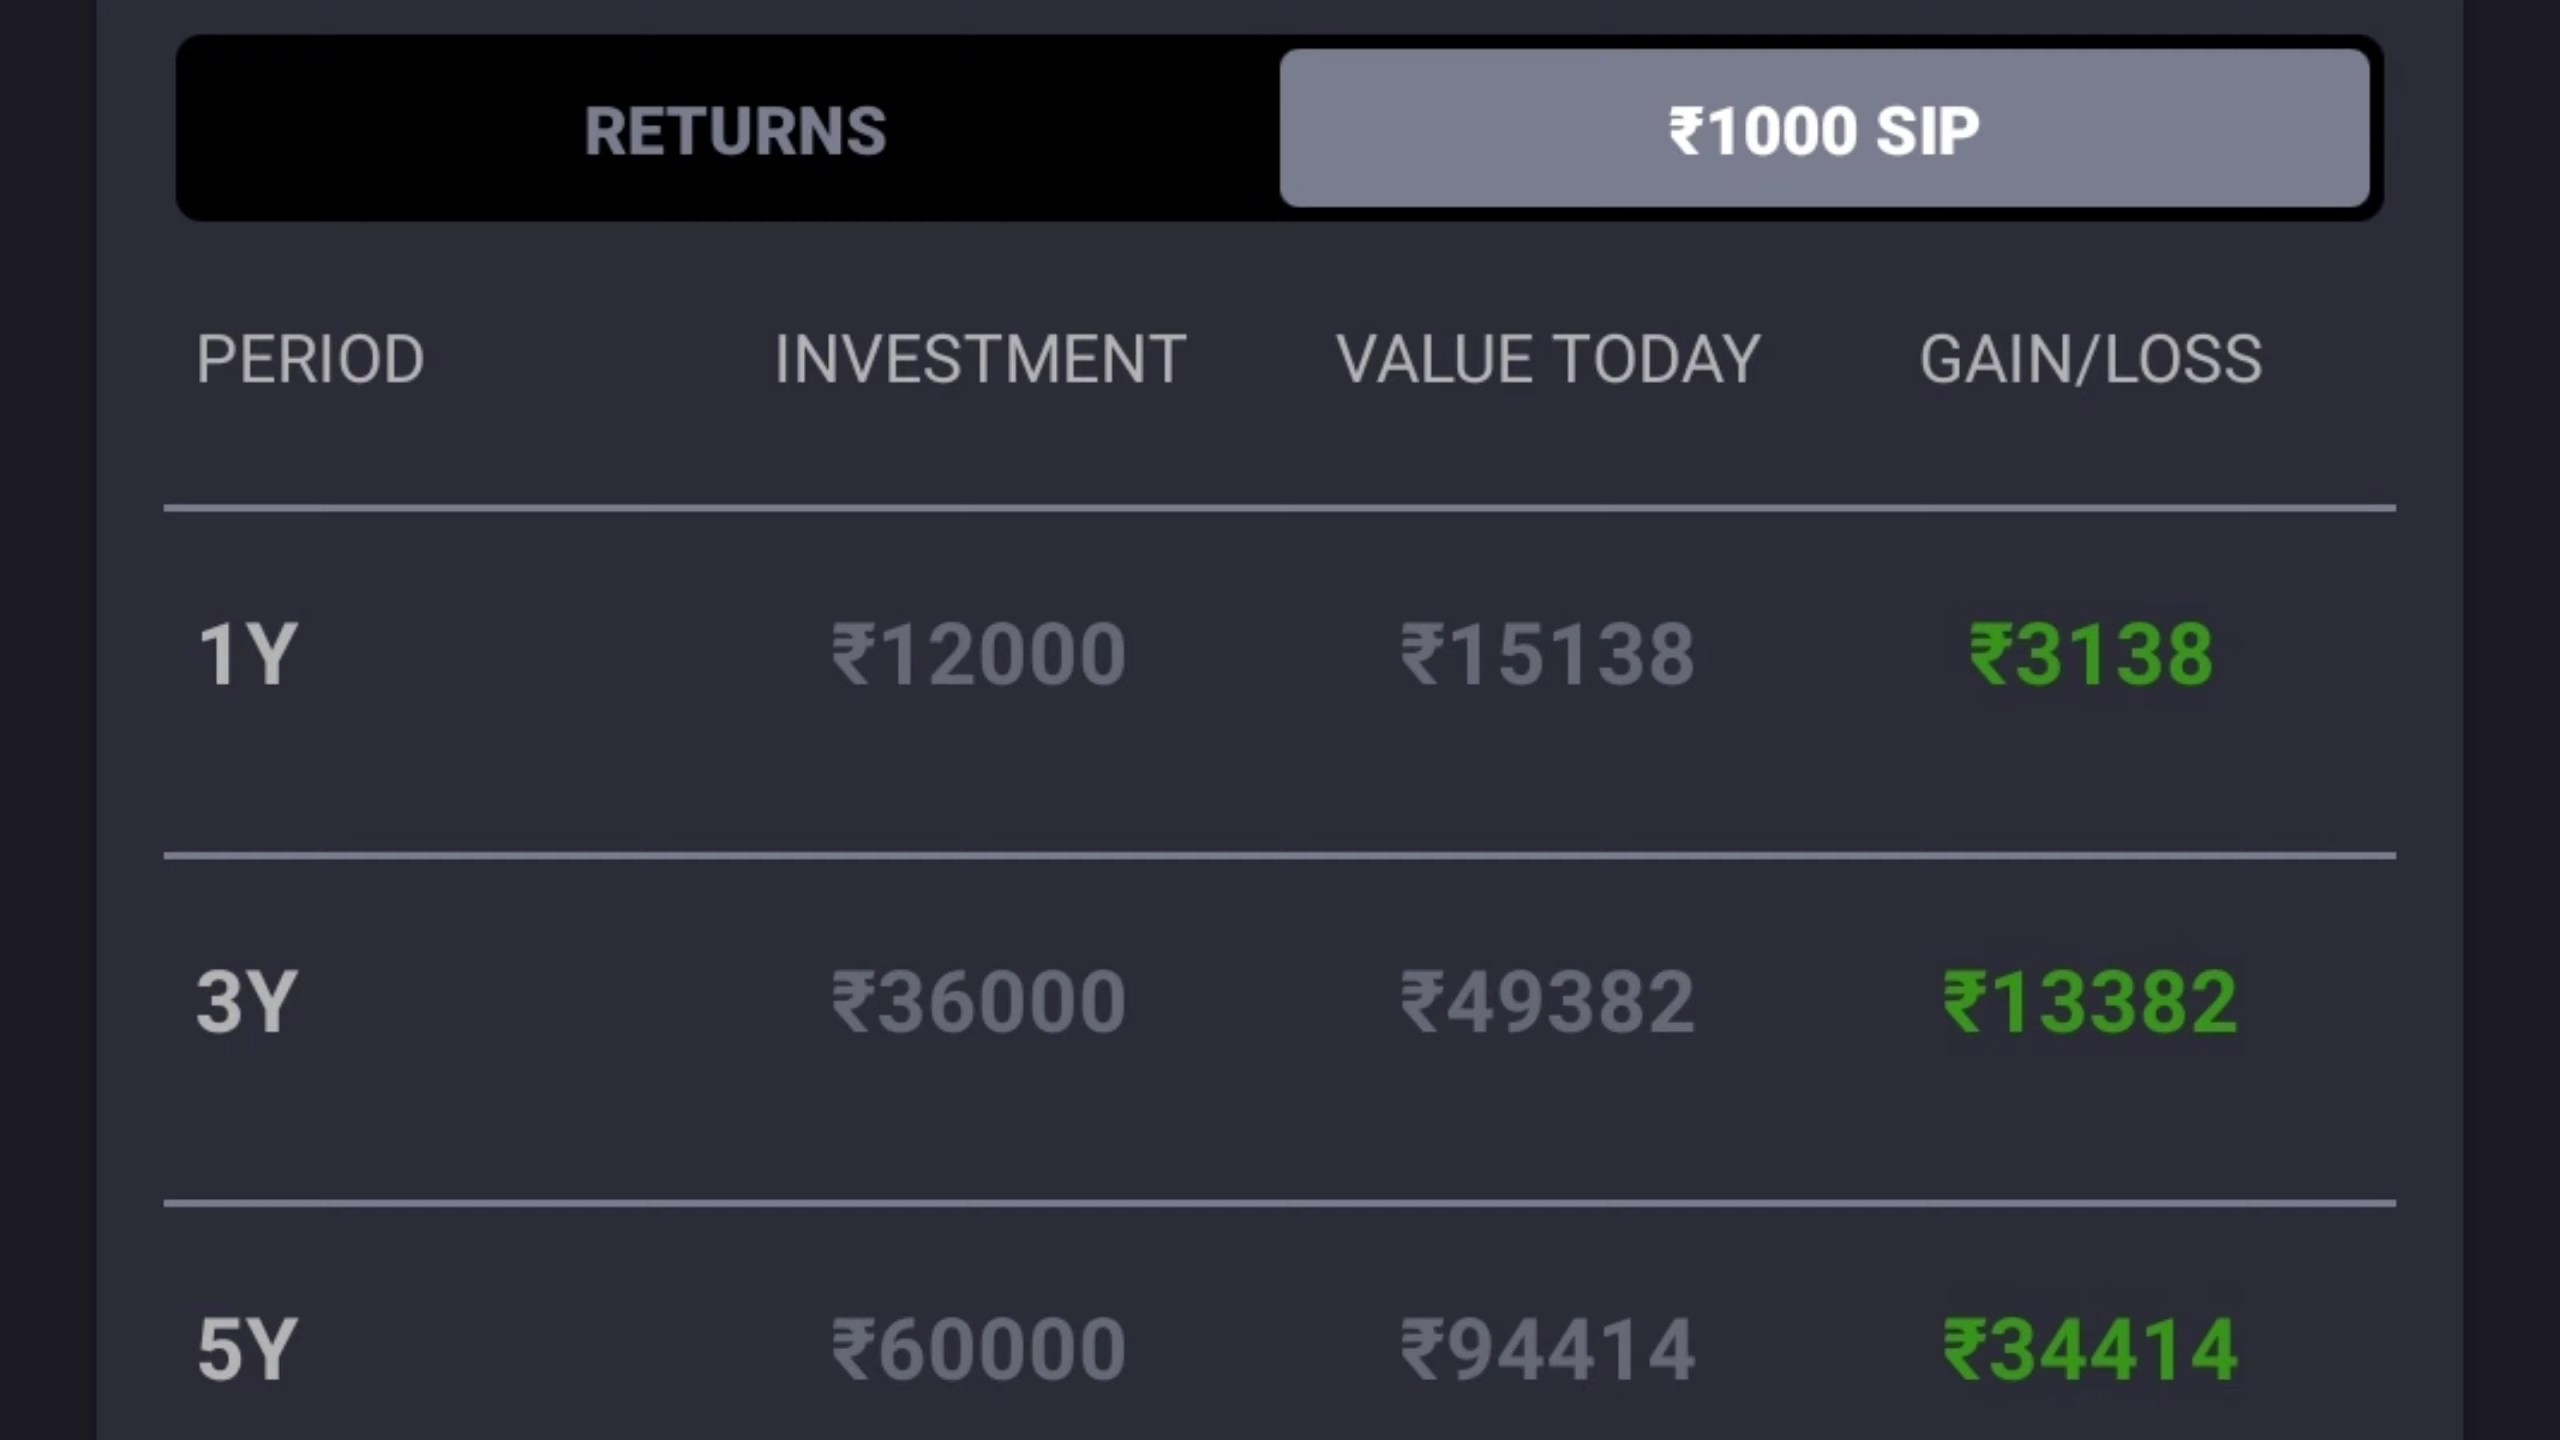 RETURNS ₹1000 SIP
PERIOD INVESTMENT VALUE TODAY GAIN/LOSS
1Y ₹12000 ₹15138 ₹3138
3Y ₹36000 ₹49382 ₹13382
5Y ₹60000 ₹94414 ₹34414